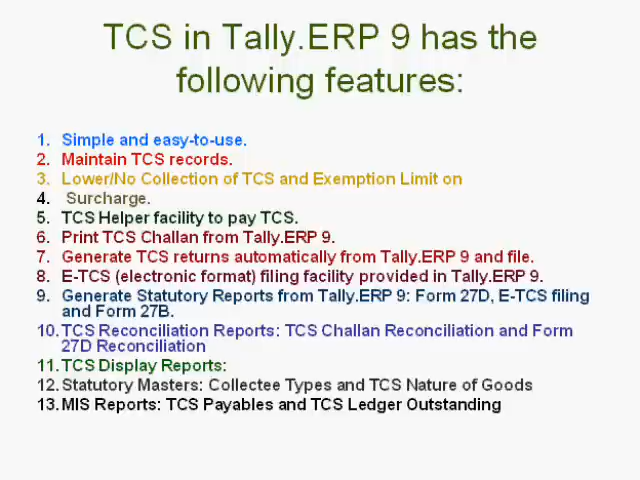 TCS in Tally.ERP 9 has the
following features:
1. Simple and easy-to-use.
2. Maintain TCS records.
3. Lower/No Collection of TCS and Exemption Limit on
4. Surcharge.
5. TCS Helper facility to pay TCS.
6. Print TCS Challan from Tally.ERP 9.
7. Generate TCS returns automatically from Tally.ERP 9 and file.
8. E-TCS (electronic format) filing facility provided in Tally.ERP 9.
9. Generate Statutory Reports from Tally.ERP 9: Form 27D, E-TCS filing
and Form 27B.
10. TCS Reconciliation Reports: TCS Challan Reconciliation and Form
27D Reconciliation
11. TCS Display Reports:
12. Statutory Masters: Collectee Types and TCS Nature of Goods
13. MIS Reports: TCS Payables and TCS Ledger Outstanding